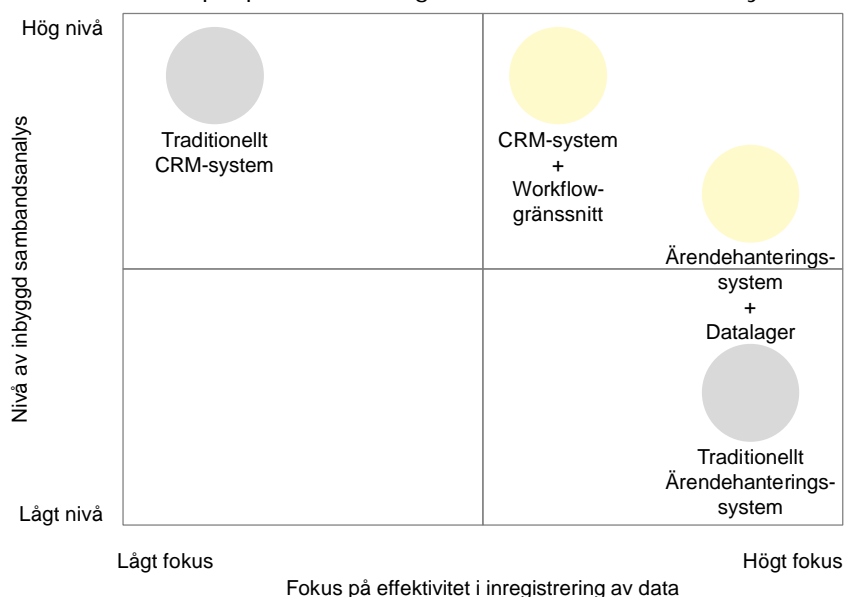 Hög nivå
Traditionellt
CRM-system
CRM-system
+
Workflow-
gränssnitt
Ärendehanterings-
system
+
Datalager
Traditionellt
Ärendehanterings-
system
Nivå av inbyggd sambandsanalys
Lågt nivå
Lågt fokus
Högt fokus
Fokus på effektivitet i inregistrering av data